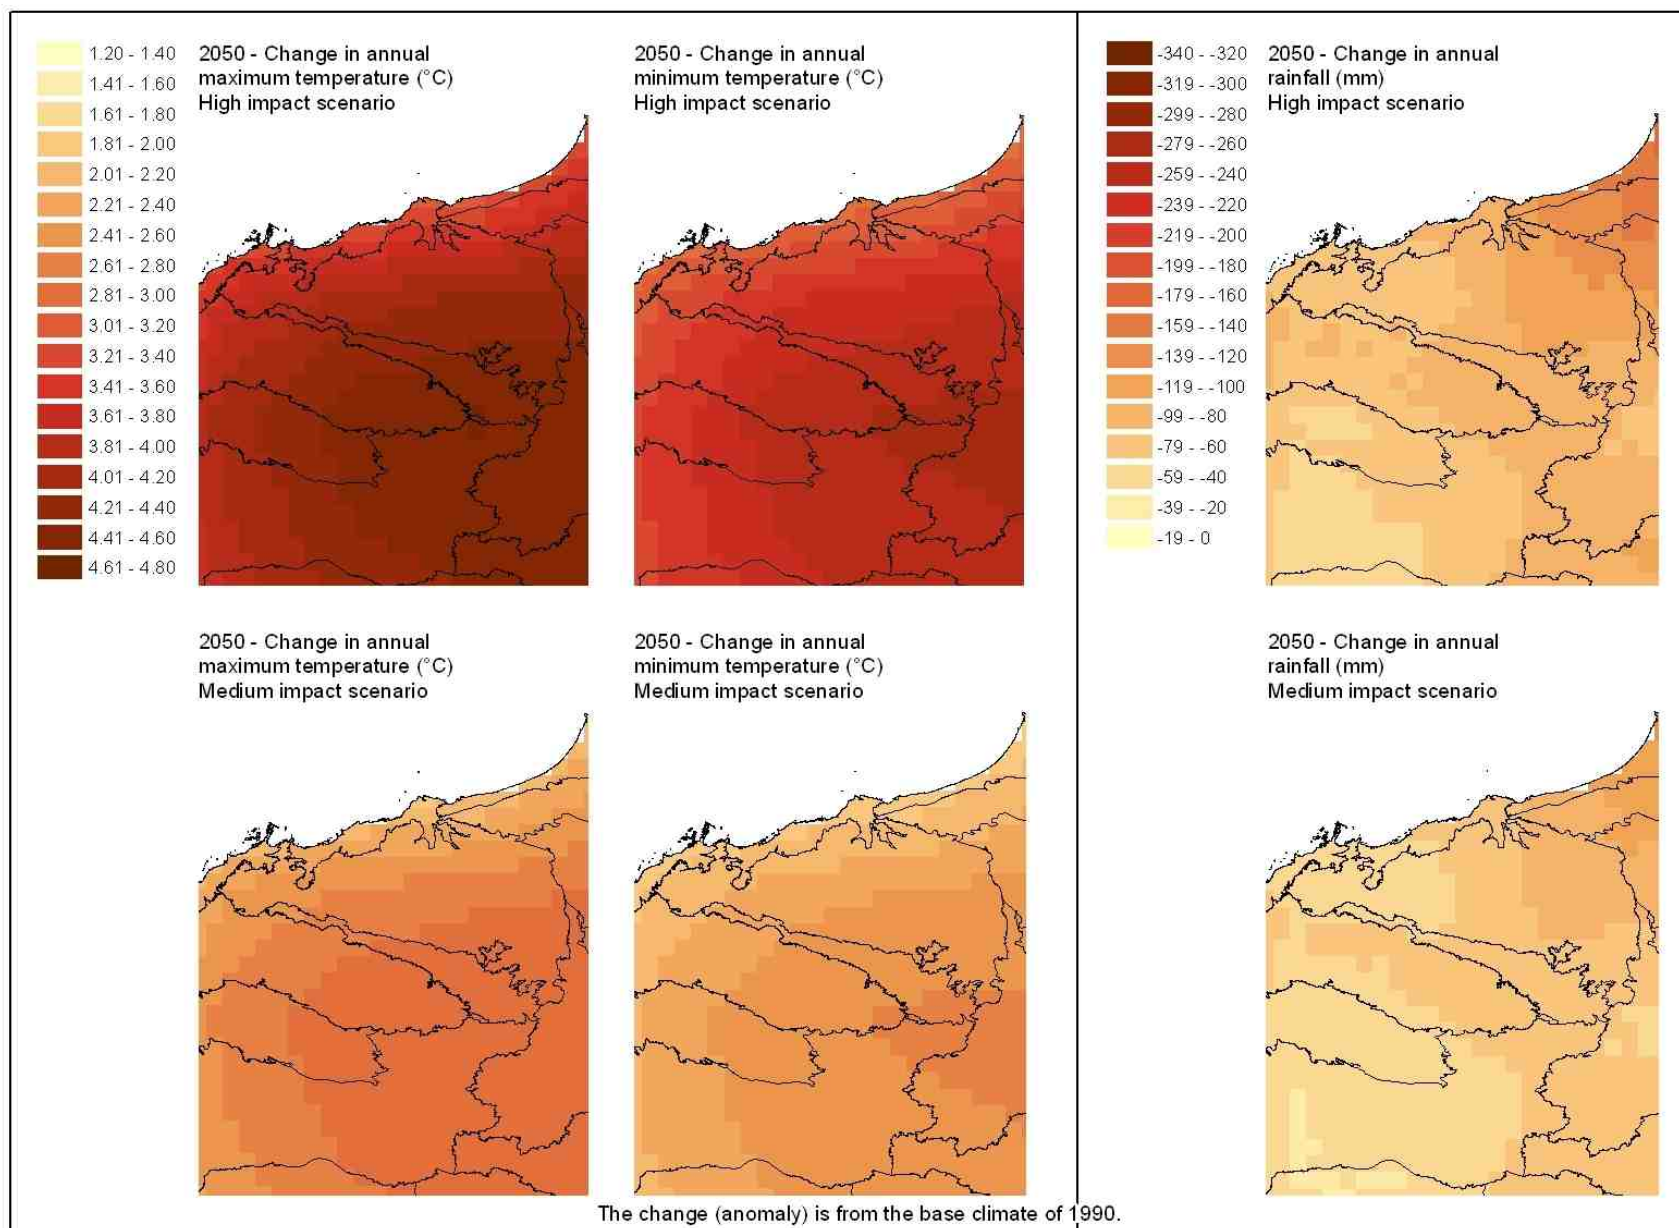 1.20 - 1.40
1.41 - 1.60
1.61 - 1.80
1.81 - 2.00
2.01 - 2.20
2.21 - 2.40
2.41 - 2.60
2.61 - 2.80
2.81 - 3.00
3.01 - 3.20
3.21 - 3.40
3.41 - 3.60
3.61 - 3.80
3.81 - 4.00
4.01 - 4.20
4.21 - 4.40
4.41 - 4.60
4.61 - 4.80
2050 - Change in annual
maximum temperature (°C)
High impact scenario
2050 - Change in annual
minimum temperature (°C)
High impact scenario
-340 - -320
-319 - -300
-299 - -280
-279 - -260
-259 - -240
-239 - -220
-219 - -200
-199 - -180
-179 - -160
-159 - -140
-139 - -120
-119 - -100
-99 - -80
-79 - -60
-59 - -40
-39 - -20
-19 - 0
2050 - Change in annual
rainfall (mm)
High impact scenario
2050 - Change in annual
maximum temperature (°C)
Medium impact scenario
2050 - Change in annual
minimum temperature (°C)
Medium impact scenario
2050 - Change in annual
rainfall (mm)
Medium impact scenario
The change (anomaly) is from the base climate of 1990.